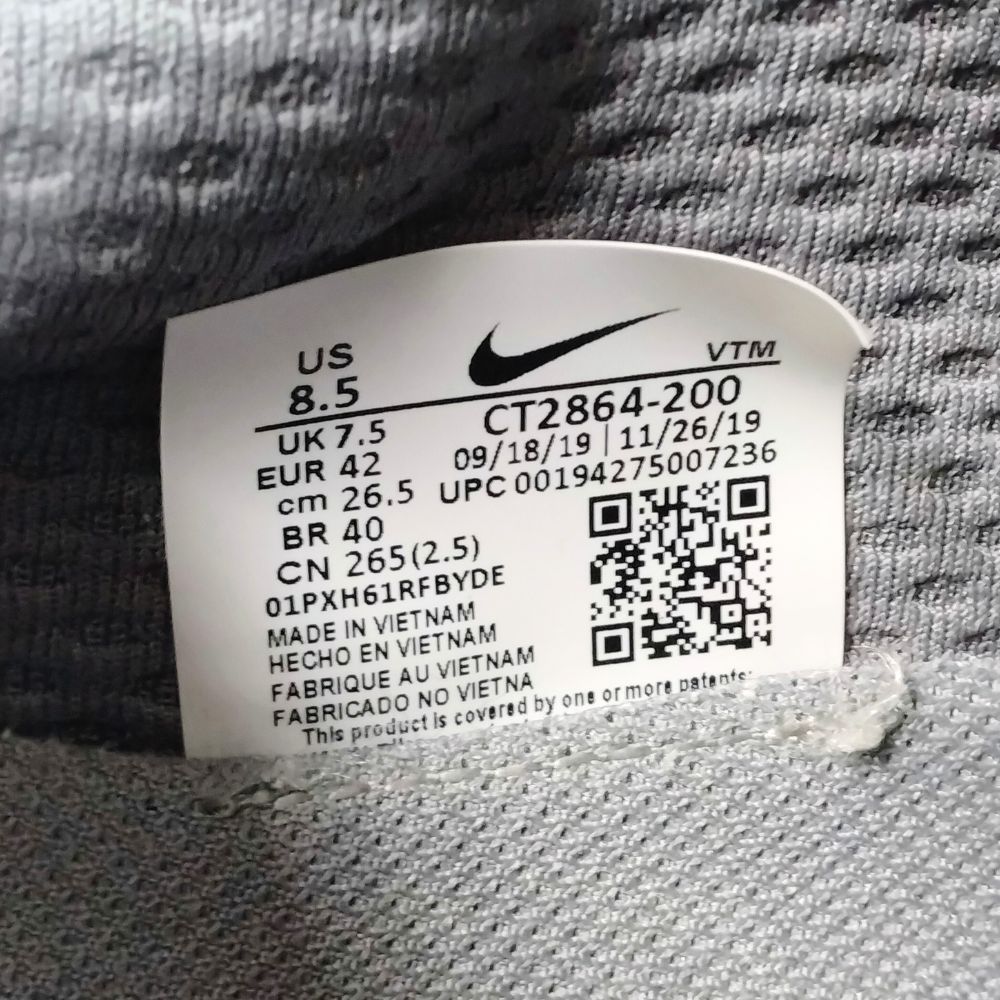 US
8.5
VTM
UK 7.5
EUR 42
cm 26.5
BR 40
CN 265(2.5)
CT2864-200
09/18/19 | 11/26/19
UPC 00194275007236
01PXH61RFBYDE
MADE IN VIETNAM
HECHO EN VIETNAM
FABRIQUE AU VIETNAM
FABRICADO NO VIETNA
This product is covered by one or more patents: